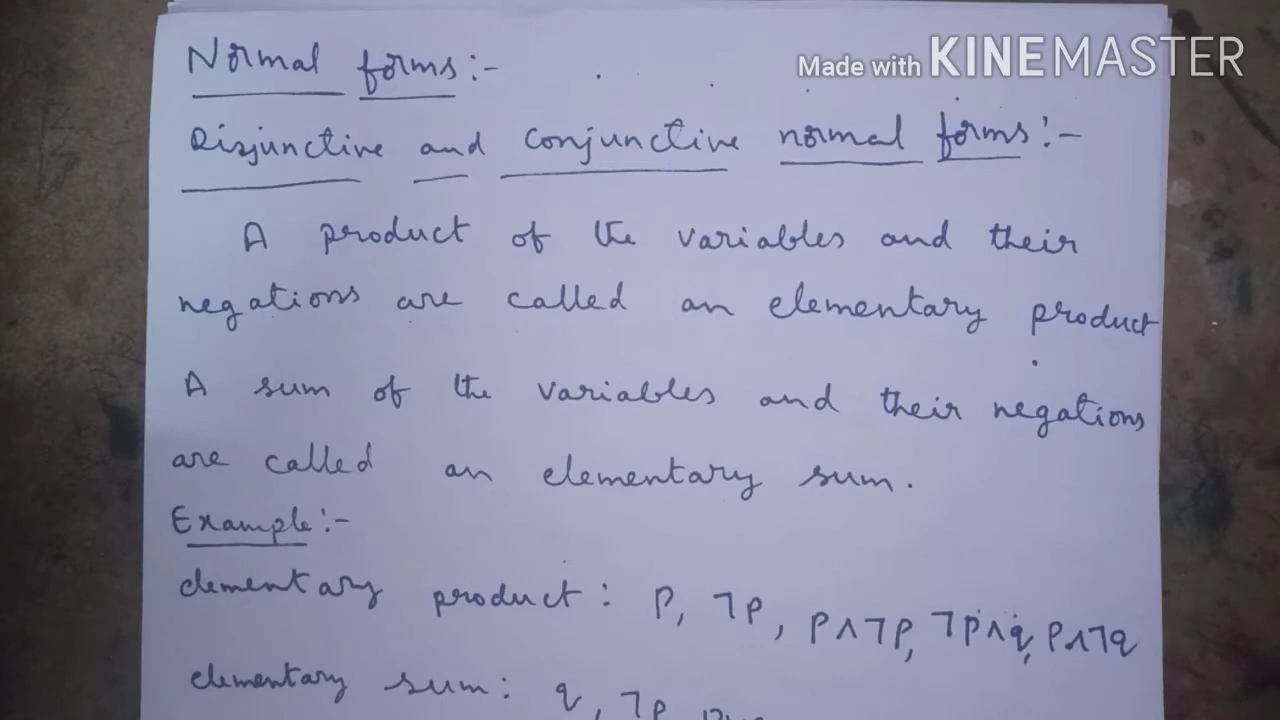 Made with KINEMASTER
Normal forms:-
Disjunctive and conjunctive normal forms:-
A product of the variables and their
negations are called an elementary product
A sum of the variables and their negations
are called an elementary sum.
Example:-
elementary product: P, ¬P, P∧¬P, ¬P∧q, P∧¬q
elementary sum: q, ¬P,